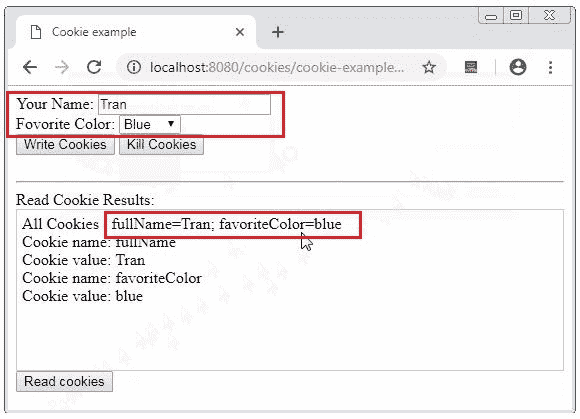 Cookie example
localhost:8080/cookies/cookie-example...
Your Name: Tran
Fovorite Color: Blue
Write Cookies Kill Cookies
Read Cookie Results:
All Cookies fullName=Tran; favoriteColor=blue
Cookie name: fullName
Cookie value: Tran
Cookie name: favoriteColor
Cookie value: blue
Read cookies